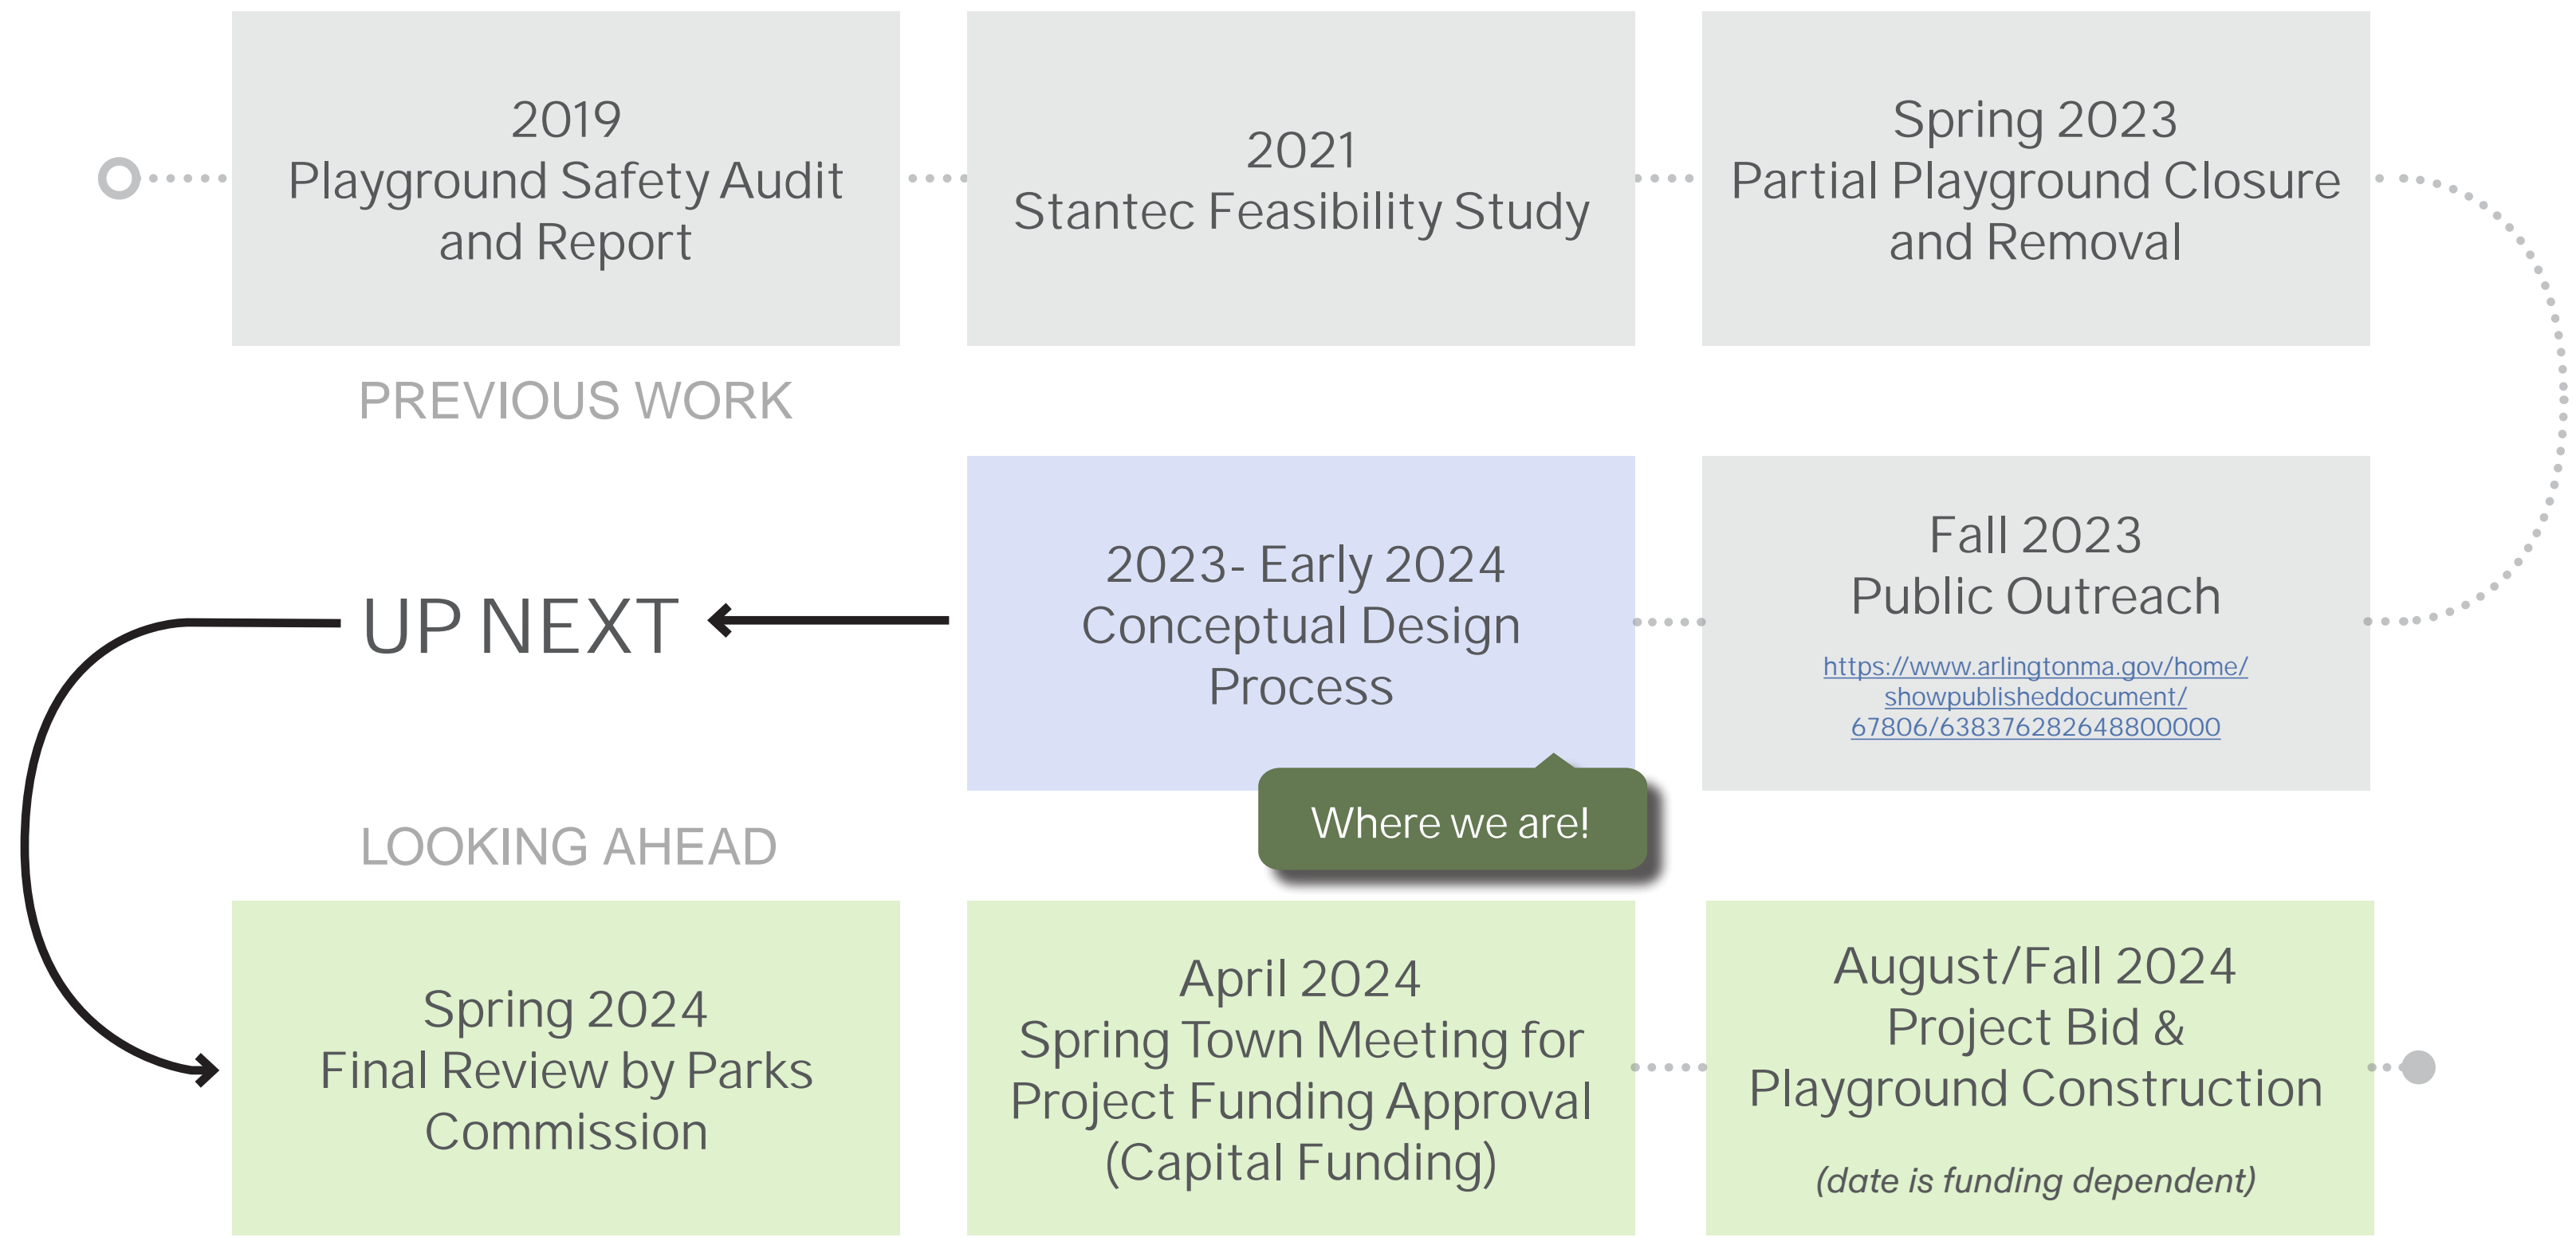 2019
Playground Safety Audit
and Report
2021
Stantec Feasibility Study
Spring 2023
Partial Playground Closure
and Removal
PREVIOUS WORK
Fall 2023
Public Outreach
https://www.arlingtonma.gov/home/
showpublisheddocument/
67806/638376282648800000
2023- Early 2024
Conceptual Design
Process
Where we are!
UP NEXT
LOOKING AHEAD
Spring 2024
Final Review by Parks
Commission
April 2024
Spring Town Meeting for
Project Funding Approval
(Capital Funding)
August/Fall 2024
Project Bid &
Playground Construction
(date is funding dependent)